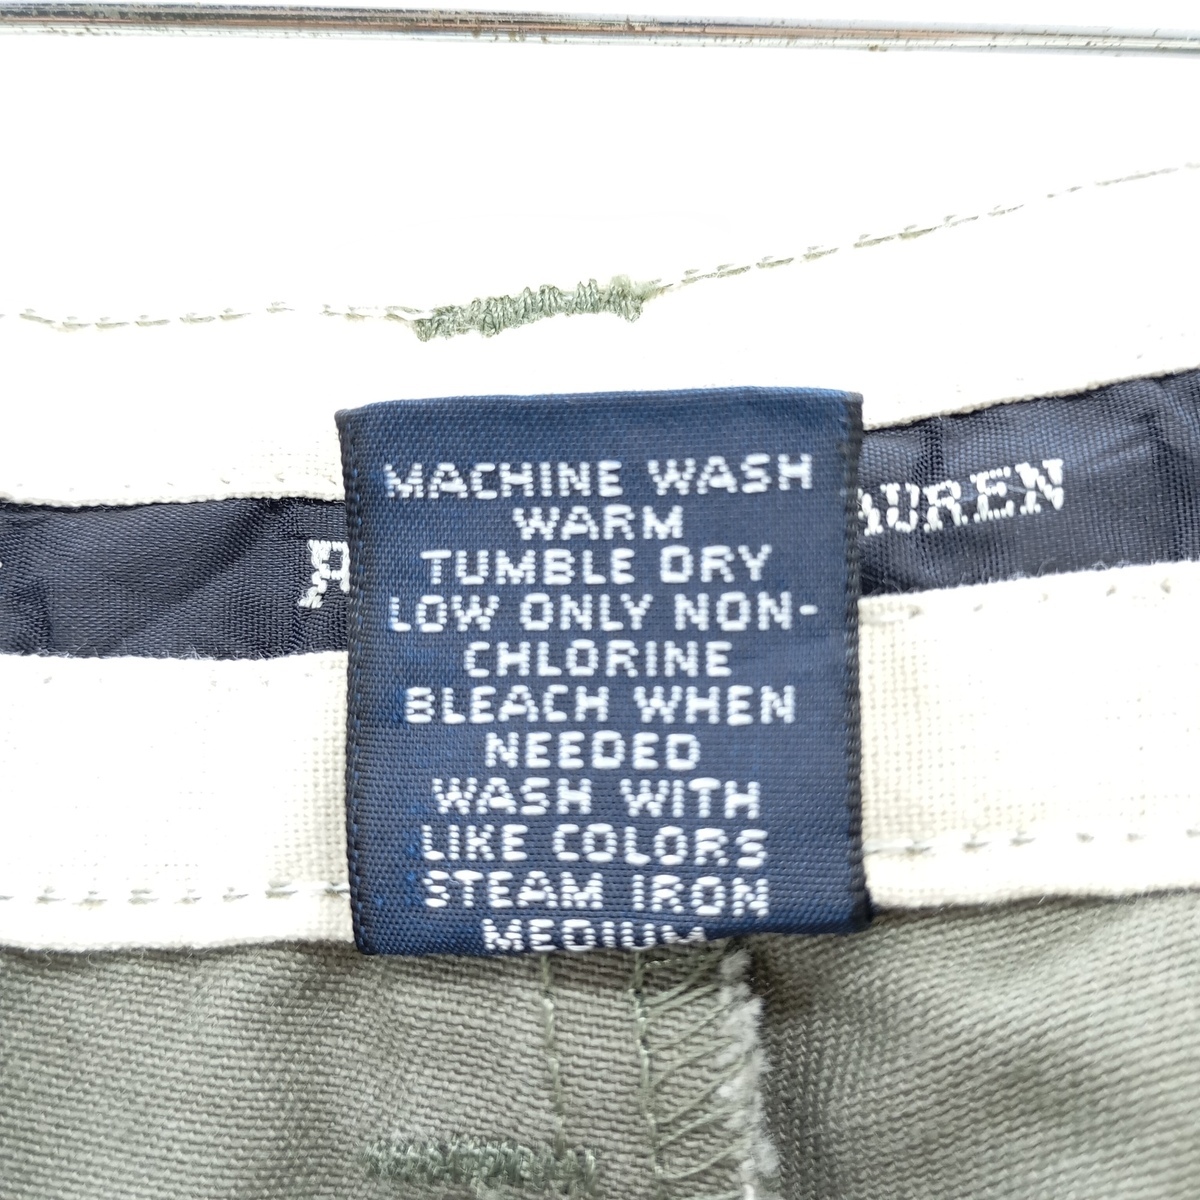 MACHINE WASH
WARM
TUMBLE DRY
LOW ONLY NON-
CHLORINE
BLEACH WHEN
NEEDED
WASH WITH
LIKE COLORS
STEAM IRON
MEDIUM
R
AUREN